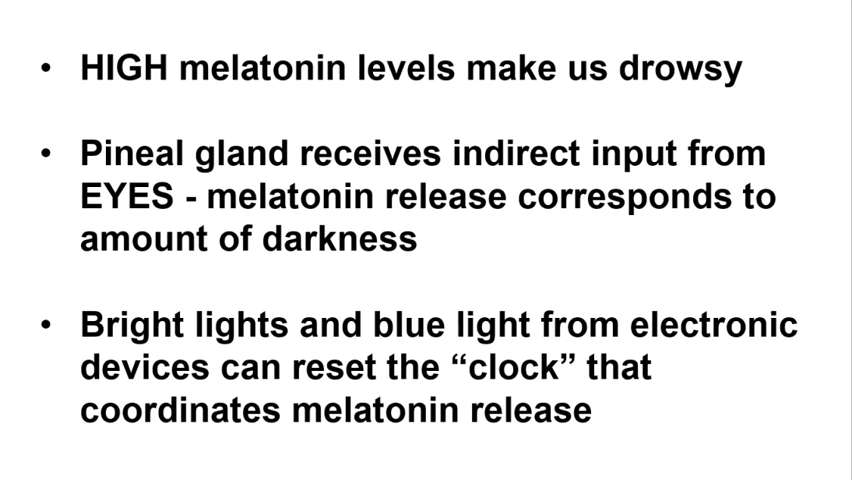 • HIGH melatonin levels make us drowsy
• Pineal gland receives indirect input from
EYES - melatonin release corresponds to
amount of darkness
• Bright lights and blue light from electronic
devices can reset the “clock” that
coordinates melatonin release